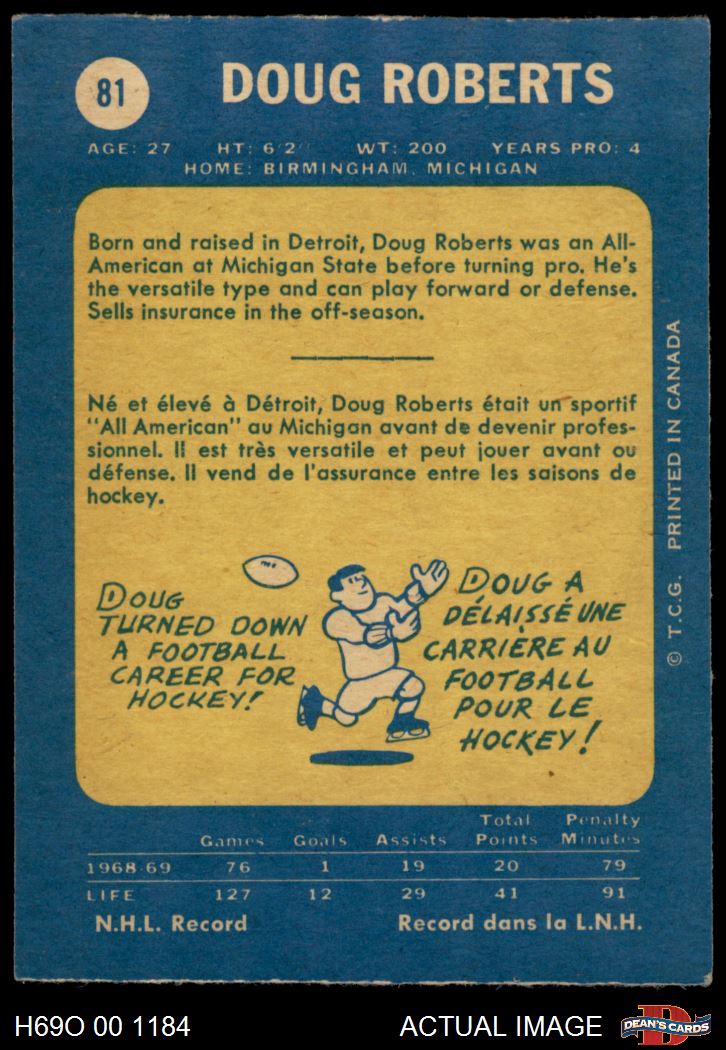 81
DOUG ROBERTS
AGE: 27 HT: 6'2" WT: 200 YEARS PRO: 4
HOME: BIRMINGHAM, MICHIGAN
Born and raised in Detroit, Doug Roberts was an All-
American at Michigan State before turning pro. He's
the versatile type and can play forward or defense.
Sells insurance in the off-season.
Né et élevé à Détroit, Doug Roberts était un sportif
"All American" au Michigan avant de devenir profes-
sionnel. Il est très versatile et peut jouer avant ou
défense. Il vend de l'assurance entre les saisons de
hockey.
DOUG
TURNED DOWN
A FOOTBALL
CAREER FOR
HOCKEY!
DOUG A
DÉLAISSÉ UNE
CARRIÈRE AU
FOOTBALL
POUR LE
HOCKEY!
© T.C.G. PRINTED IN CANADA
Games Goals Assists Total Points Penalty Minutes
1968-69 76 1 19 20 79
LIFE 127 12 29 41 91
N.H.L. Record Record dans la L.N.H.
H69O 00 1184 ACTUAL IMAGE
D
DEAN'S CARDS